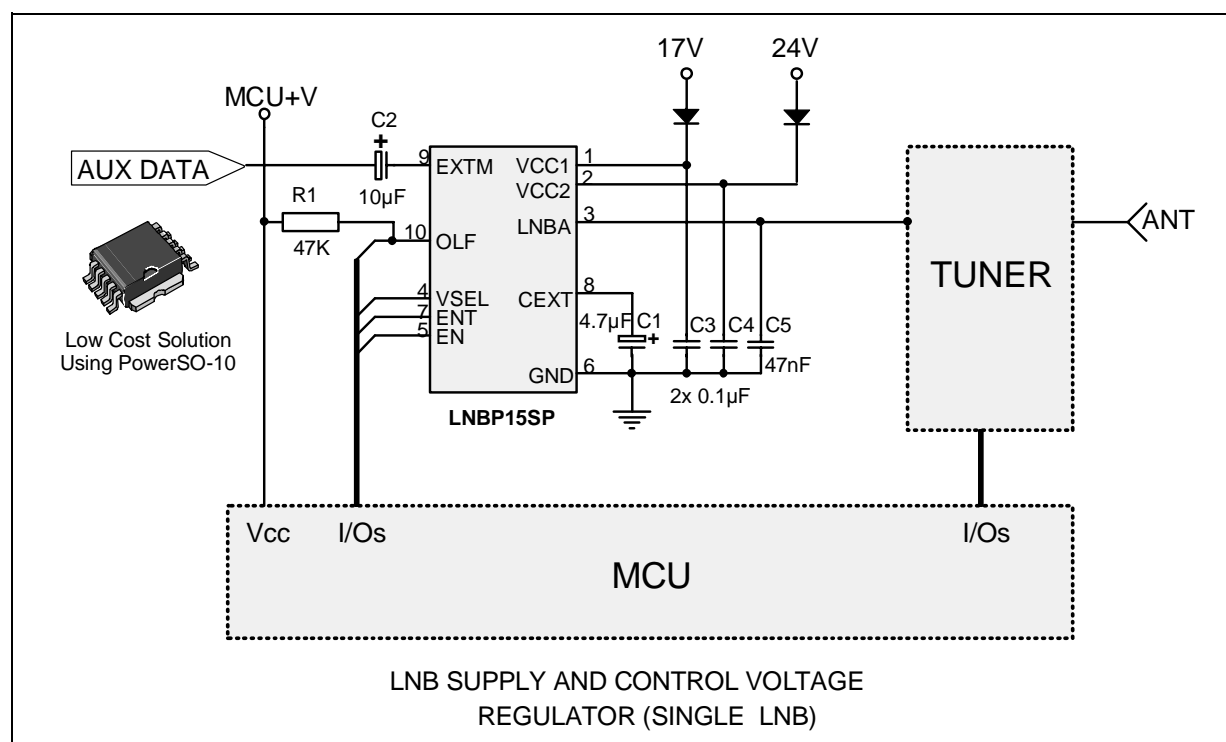 17V 24V
MCU+V
C2
+
AUX DATA
9 EXTM VCC1 1
VCC2 2
10µF
R1
LNBA 3
ANT
47K
10 OLF
TUNER
4 VSEL CEXT 8
7 ENT
5 EN
4.7µF C1 + C3 C4 C5
Low Cost Solution
Using PowerSO-10
GND 6
47nF
2x 0.1µF
LNBP15SP
Vcc I/Os I/Os
MCU
LNB SUPPLY AND CONTROL VOLTAGE
REGULATOR (SINGLE LNB)